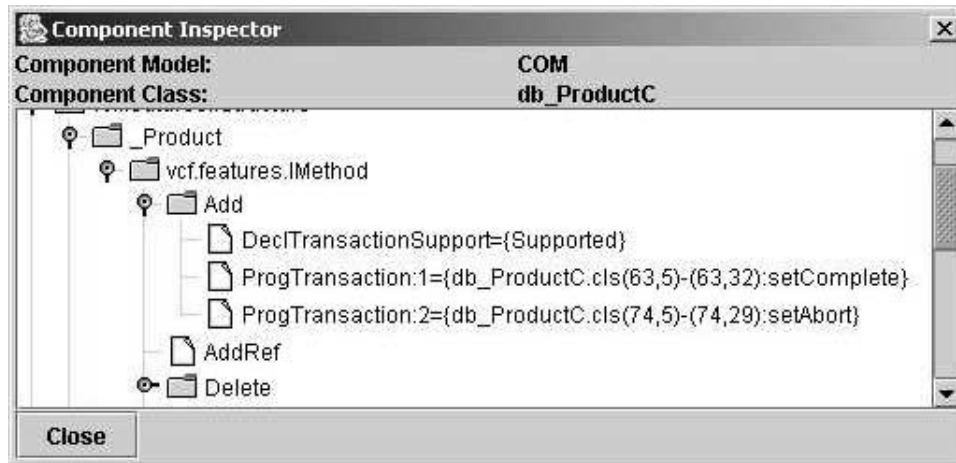 Component Inspector
Component Model: COM
Component Class: db_ProductC
_Product
vcf.features.IMethod
Add
DeclTransactionSupport={Supported}
ProgTransaction:1={db_ProductC.cls(63,5)-(63,32):setComplete}
ProgTransaction:2={db_ProductC.cls(74,5)-(74,29):setAbort}
AddRef
Delete
Close